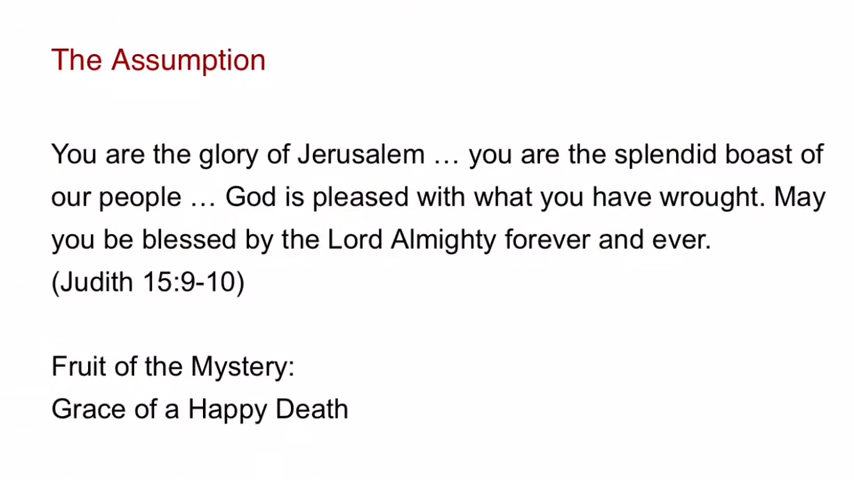 The Assumption
You are the glory of Jerusalem … you are the splendid boast of
our people … God is pleased with what you have wrought. May
you be blessed by the Lord Almighty forever and ever.
(Judith 15:9-10)
Fruit of the Mystery:
Grace of a Happy Death